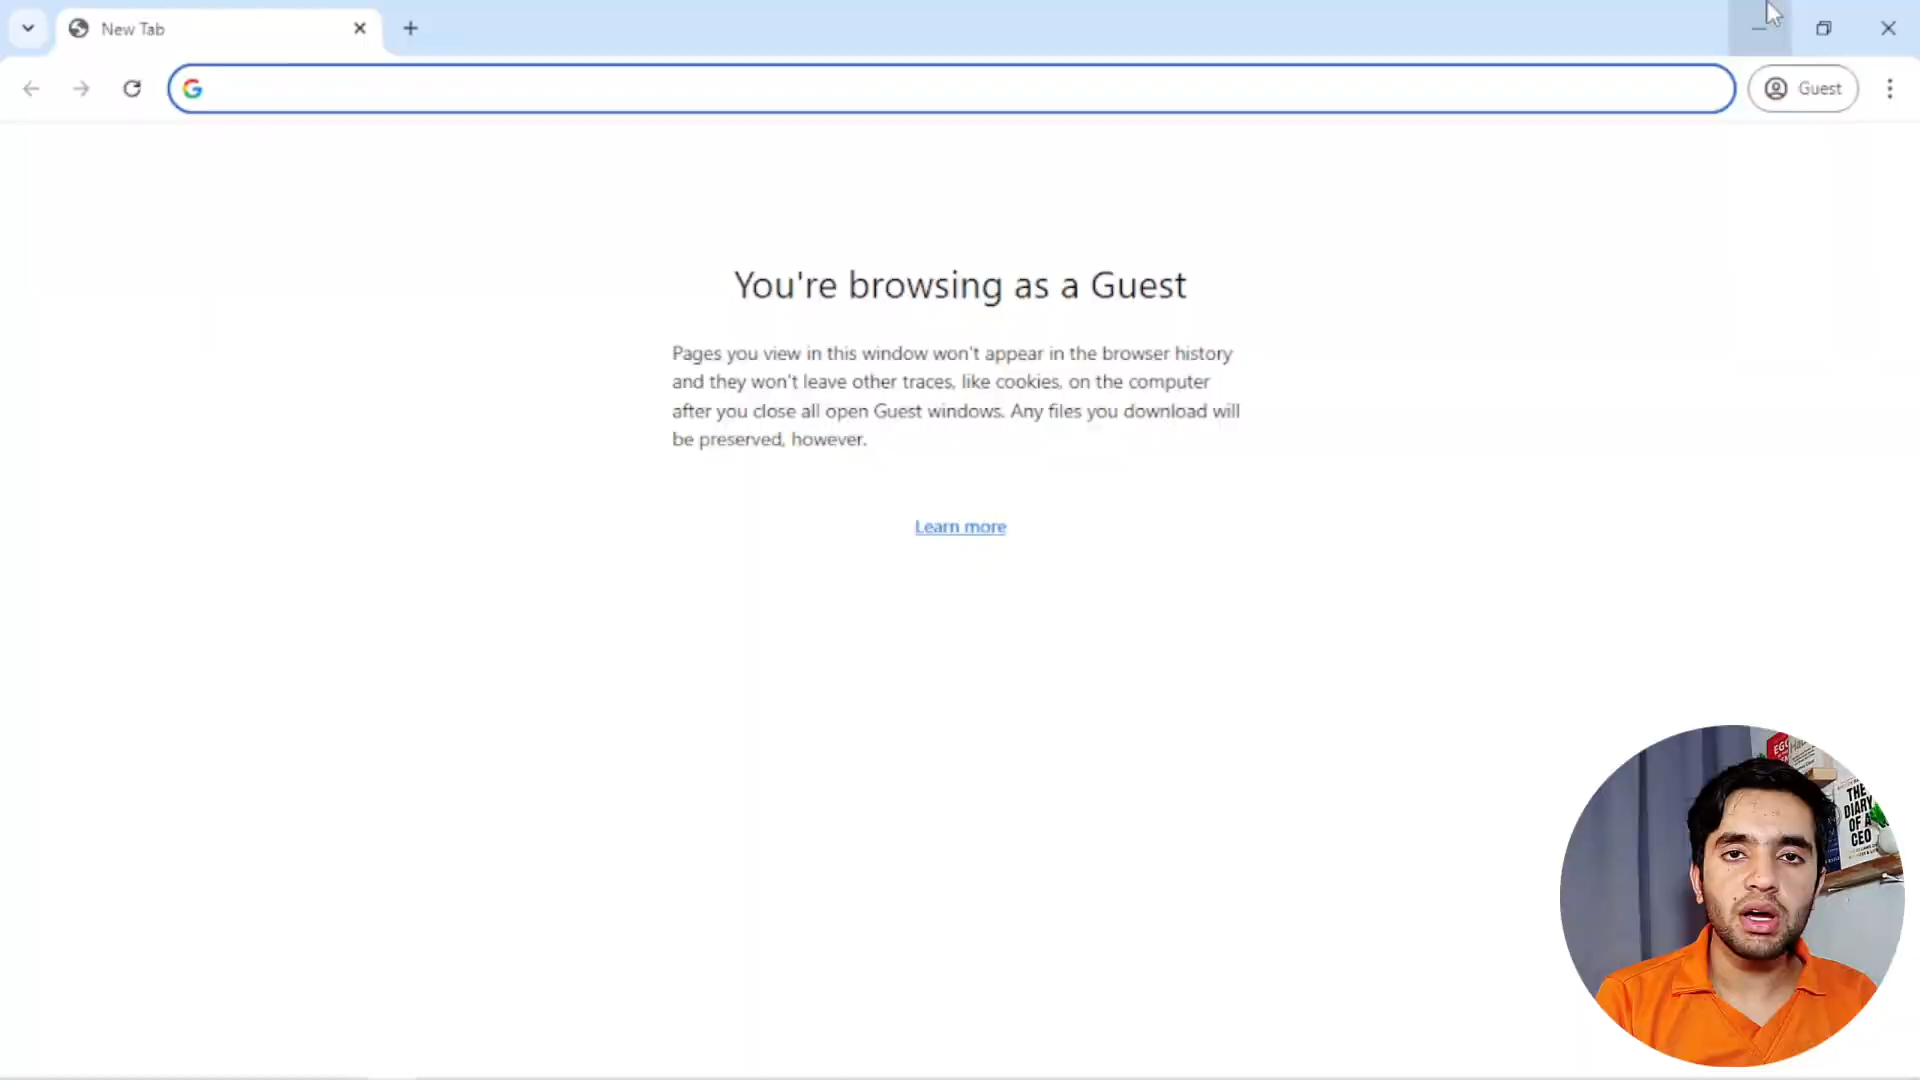 New Tab
Guest
You're browsing as a Guest
Pages you view in this window won't appear in the browser history
and they won't leave other traces, like cookies, on the computer
after you close all open Guest windows. Any files you download will
be preserved, however.
Learn more
EGO
THE
DIARY
OF A
CEO